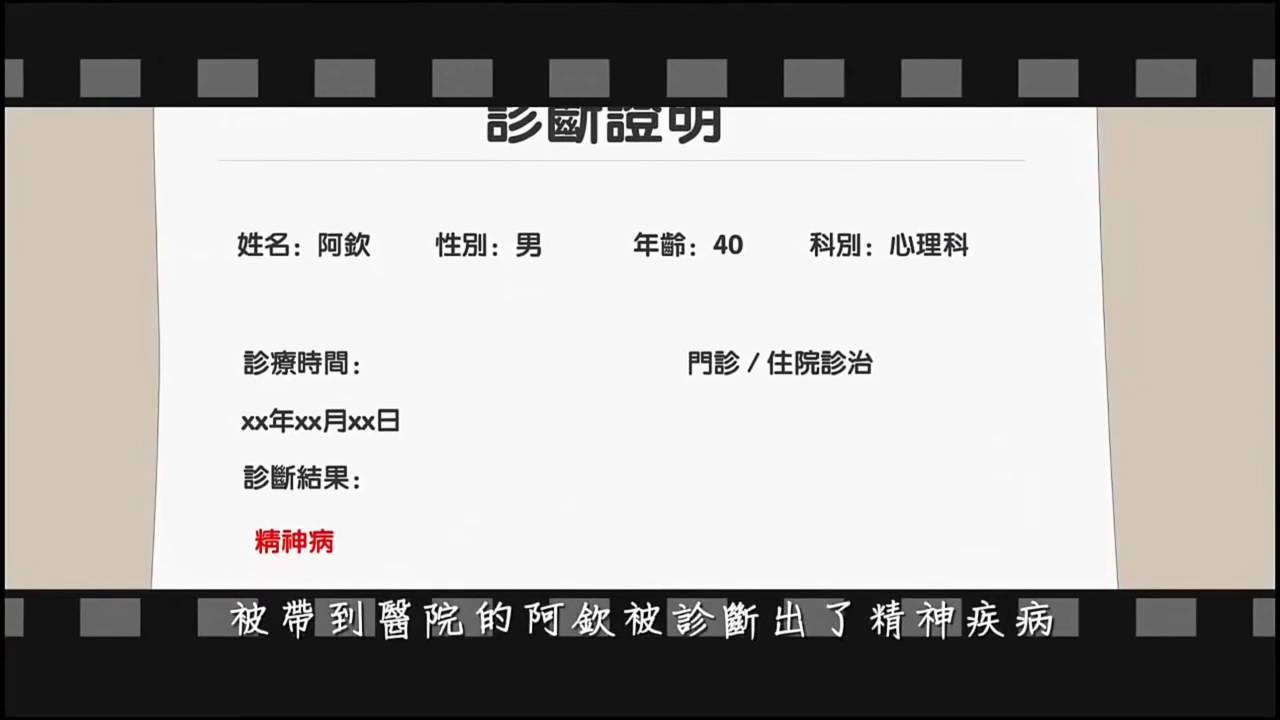 診斷證明
姓名：阿欽 性別：男 年齡：40 科別：心理科
診療時間： 門診 / 住院診治
xx年xx月xx日
診斷結果：
精神病
被帶到醫院的阿欽被診斷出了精神疾病